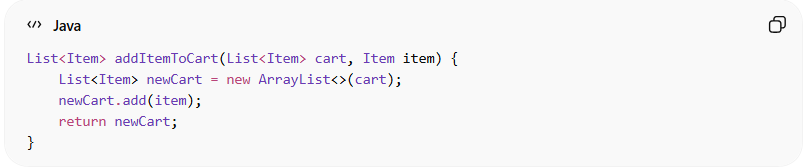 </> Java
List<Item> addItemToCart(List<Item> cart, Item item) {
    List<Item> newCart = new ArrayList<>(cart);
    newCart.add(item);
    return newCart;
}